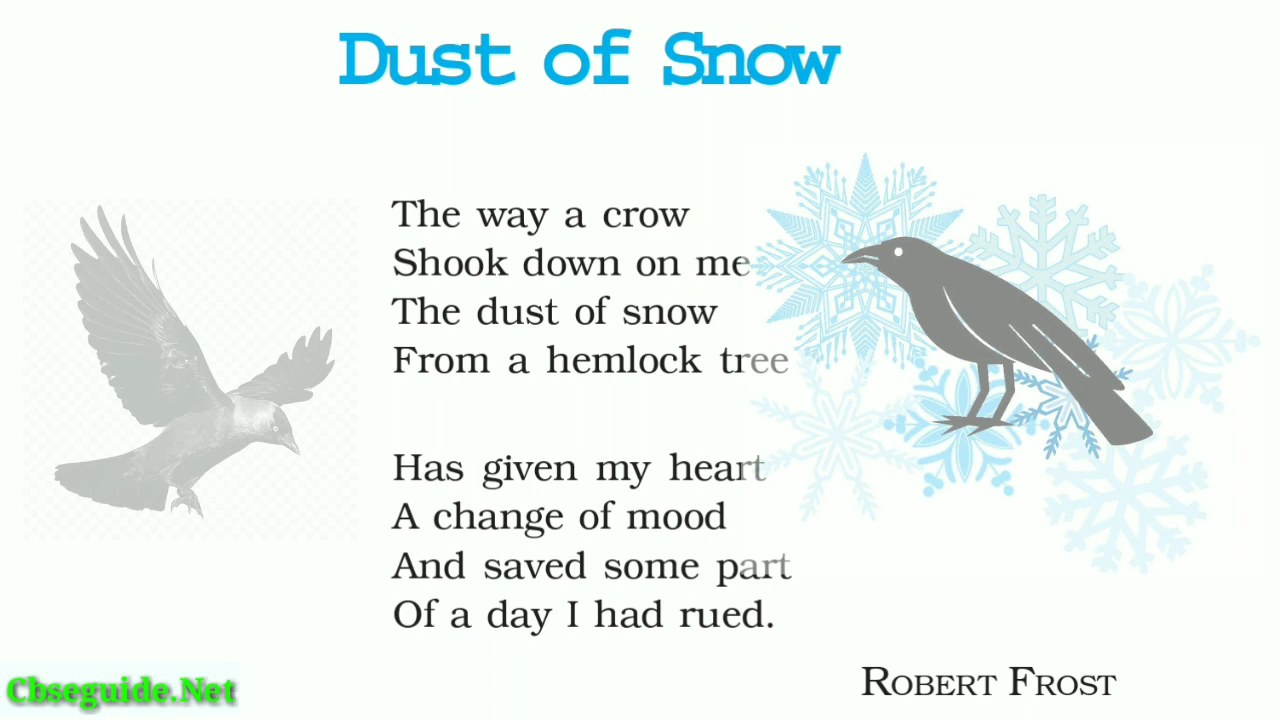 Dust of Snow
The way a crow
Shook down on me
The dust of snow
From a hemlock tree
Has given my heart
A change of mood
And saved some part
Of a day I had rued.
ROBERT FROST
Cbseguide.Net